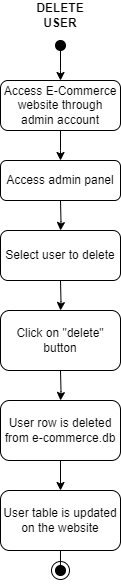 DELETE
USER
Access E-Commerce
website through
admin account
Access admin panel
Select user to delete
Click on "delete"
button
User row is deleted
from e-commerce.db
User table is updated
on the website